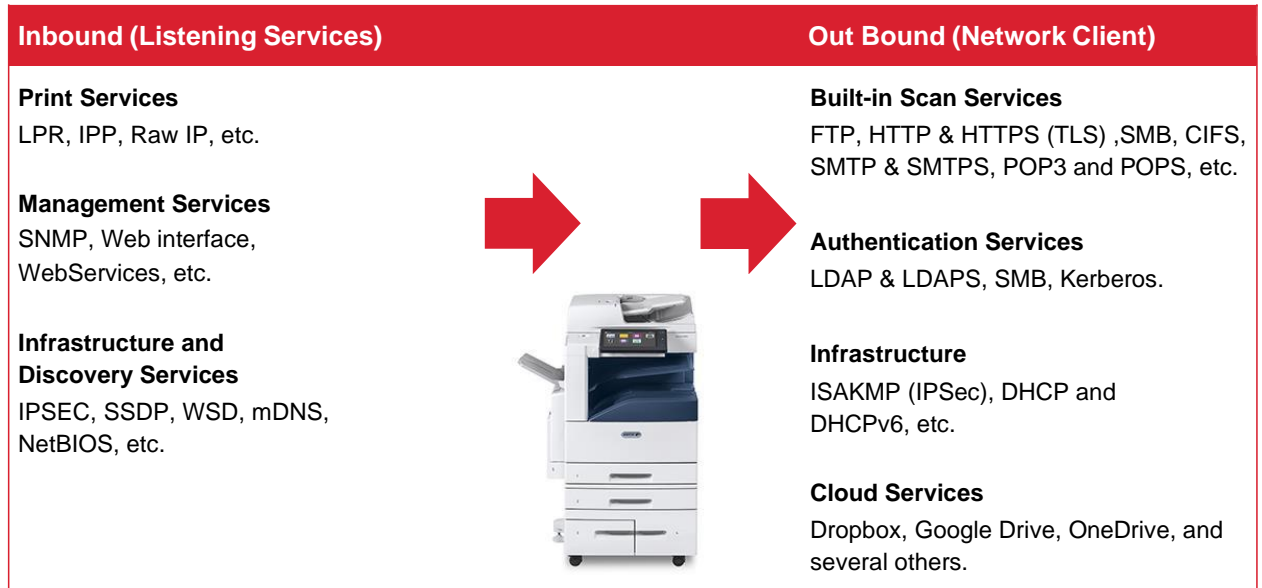 Inbound (Listening Services)
Out Bound (Network Client)
Print Services
LPR, IPP, Raw IP, etc.
Management Services
SNMP, Web interface,
WebServices, etc.
Infrastructure and
Discovery Services
IPSEC, SSDP, WSD, mDNS,
NetBIOS, etc.
Built-in Scan Services
FTP, HTTP & HTTPS (TLS) ,SMB, CIFS,
SMTP & SMTPS, POP3 and POPS, etc.
Authentication Services
LDAP & LDAPS, SMB, Kerberos.
Infrastructure
ISAKMP (IPSec), DHCP and
DHCPv6, etc.
Cloud Services
Dropbox, Google Drive, OneDrive, and
several others.